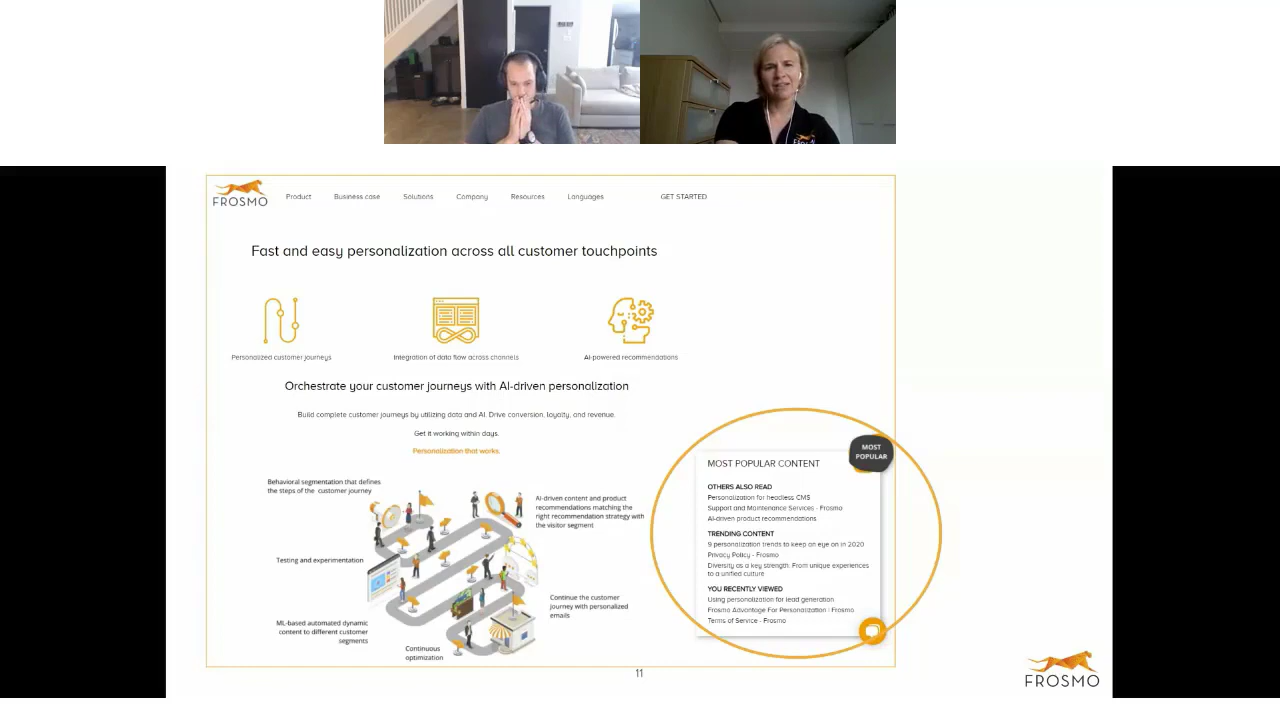 FROSMO
Product
Business case
Solutions
Company
Resources
Languages
GET STARTED
Fast and easy personalization across all customer touchpoints
Personalized customer journeys
Integration of data flow across channels
AI-powered recommendations
Orchestrate your customer journeys with AI-driven personalization
Build complete customer journeys by utilizing data and AI. Drive conversion, loyalty, and revenue.
Get it working within days.
Personalization that works.
Behavioral segmentation that defines
the steps of the customer journey
AI-driven content and product
recommendations matching the
right recommendation strategy with
the visitor segment
Testing and experimentation
Continue the customer
journey with personalized
emails
ML-based automated dynamic
content to different customer
segments
Continuous
optimization
MOST
POPULAR
MOST POPULAR CONTENT
OTHERS ALSO READ
Personalization for headless CMS
Support and Maintenance Services - Frosmo
AI-driven product recommendations
TRENDING CONTENT
9 personalization trends to keep an eye on in 2020
Privacy Policy - Frosmo
Diversity as a key strength. From unique experiences
to a unified culture
YOU RECENTLY VIEWED
Using personalization for lead generation
Frosmo Advantage For Personalization | Frosmo
Terms of Service - Frosmo
11
FROSMO